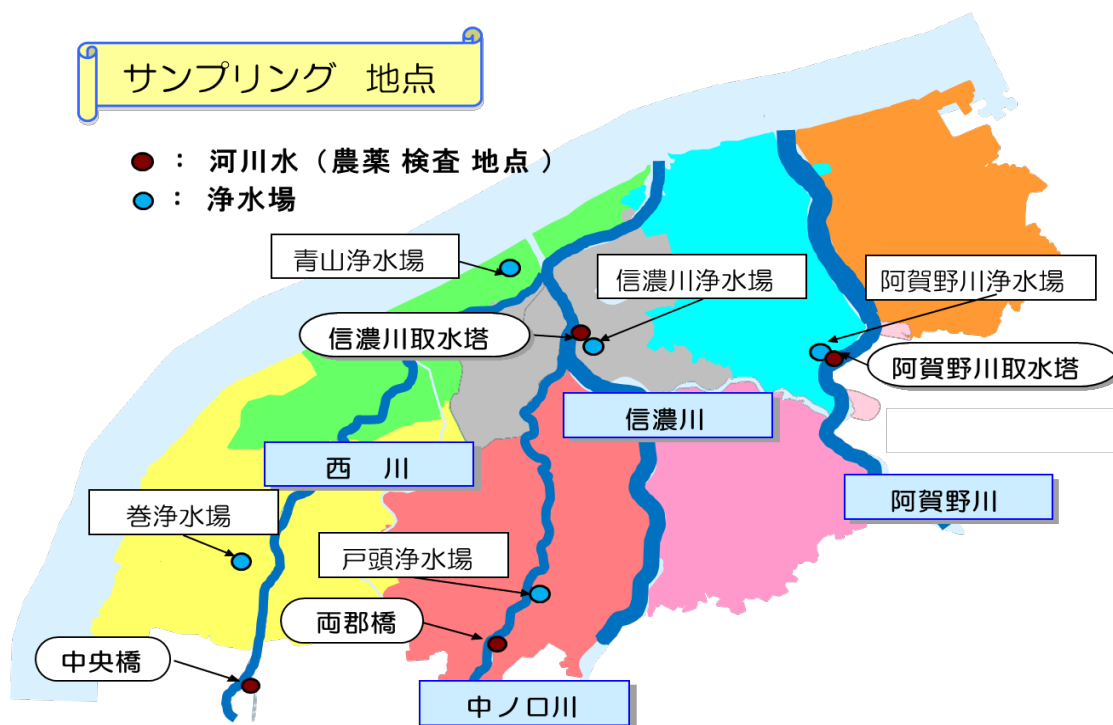 サンプリング 地点
： 河川水（農薬 検査 地点 ）
： 浄水場
青山浄水場
信濃川浄水場
阿賀野川浄水場
信濃川取水塔
阿賀野川取水塔
信濃川
西 川
阿賀野川
巻浄水場
戸頭浄水場
両郡橋
中央橋
中ノ口川